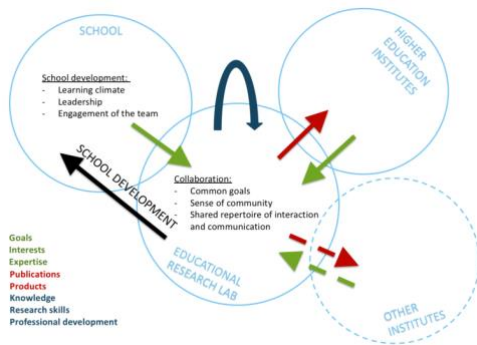 SCHOOL
School development:
- Learning climate
- Leadership
- Engagement of the team
HIGHER
EDUCATION
INSTITUTES
SCHOOL DEVELOPMENT
Collaboration:
- Common goals
- Sense of community
- Shared repertoire of interaction
and communication
EDUCATIONAL
RESEARCH LAB
OTHER
INSTITUTES
Goals
Interests
Expertise
Publications
Products
Knowledge
Research skills
Professional development